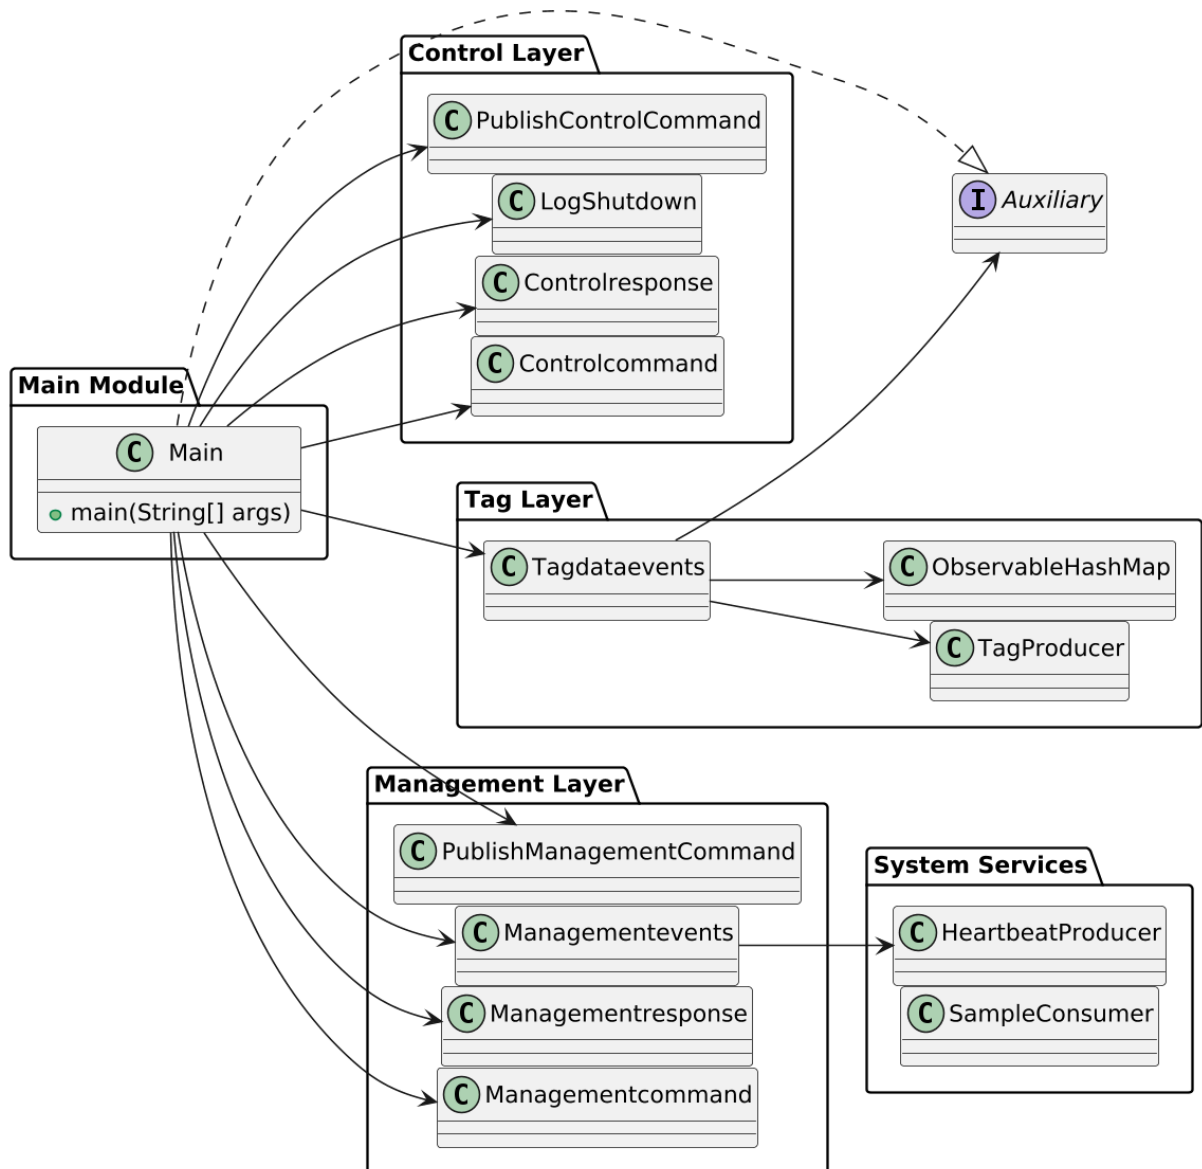 Control Layer
C PublishControlCommand
C LogShutdown
C Controlresponse
C Controlcommand
I Auxiliary
Main Module
C Main
main(String[] args)
Tag Layer
C Tagdataevents
C ObservableHashMap
C TagProducer
Management Layer
C PublishManagementCommand
C Managementevents
C Managementresponse
C Managementcommand
System Services
C HeartbeatProducer
C SampleConsumer